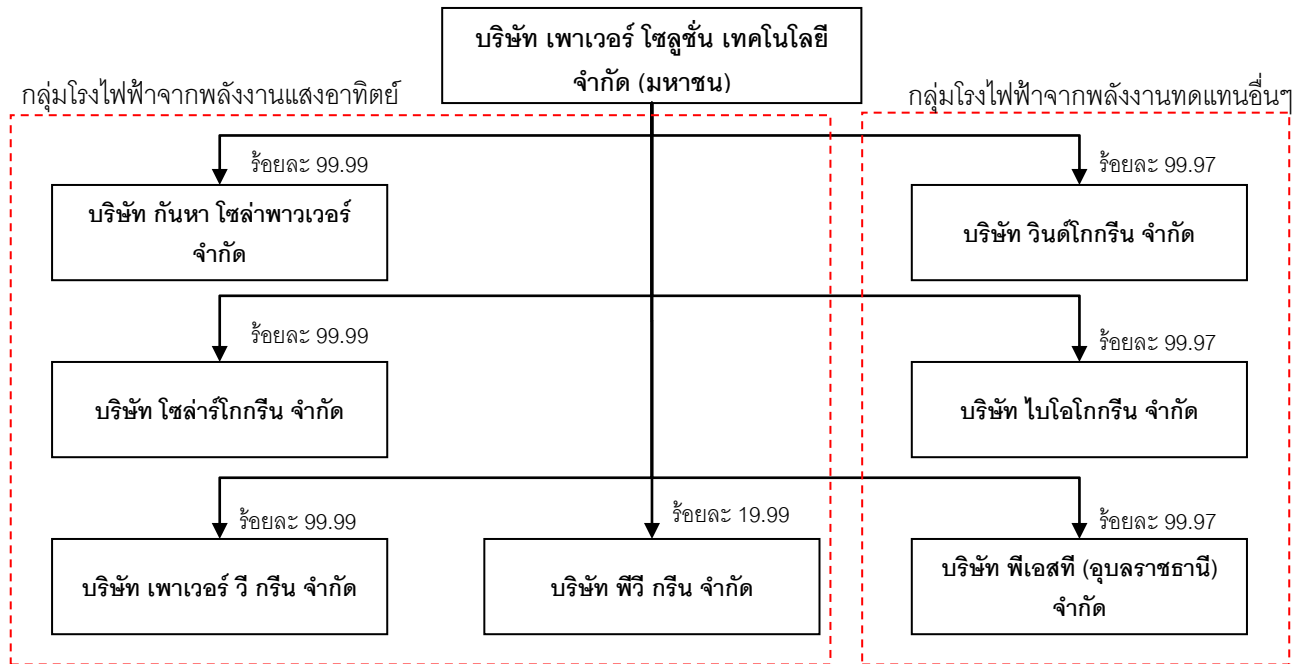 บริษัท เพาเวอร์ โซลูชั่น เทคโนโลยี
จำกัด (มหาชน)
กลุ่มโรงไฟฟ้าจากพลังงานแสงอาทิตย์
กลุ่มโรงไฟฟ้าจากพลังงานทดแทนอื่นๆ
ร้อยละ 99.99
ร้อยละ 99.97
บริษัท กันหา โซล่าพาวเวอร์
จำกัด
บริษัท วินด์โกกรีน จำกัด
ร้อยละ 99.99
ร้อยละ 99.97
บริษัท โซล่าร์โกกรีน จำกัด
บริษัท ไบโอโกกรีน จำกัด
ร้อยละ 99.99
ร้อยละ 19.99
ร้อยละ 99.97
บริษัท เพาเวอร์ วี กรีน จำกัด
บริษัท พีวี กรีน จำกัด
บริษัท พีเอสที (อุบลราชธานี)
จำกัด